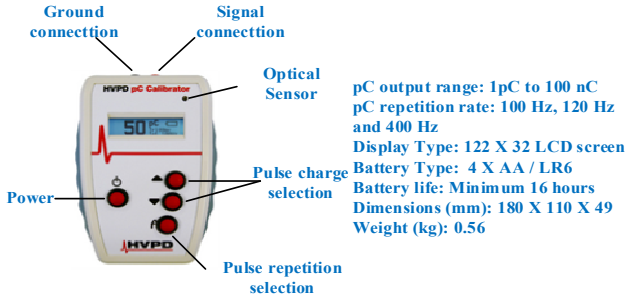 Ground
connecttion
Signal
connecttion
Optical
Sensor
HVPD pC Calibrator
50 pC
Power
Pulse charge
selection
HVPD
Pulse repetition
selection
pC output range: 1pC to 100 nC
pC repetition rate: 100 Hz, 120 Hz
and 400 Hz
Display Type: 122 X 32 LCD screen
Battery Type: 4 X AA / LR6
Battery life: Minimum 16 hours
Dimensions (mm): 180 X 110 X 49
Weight (kg): 0.56